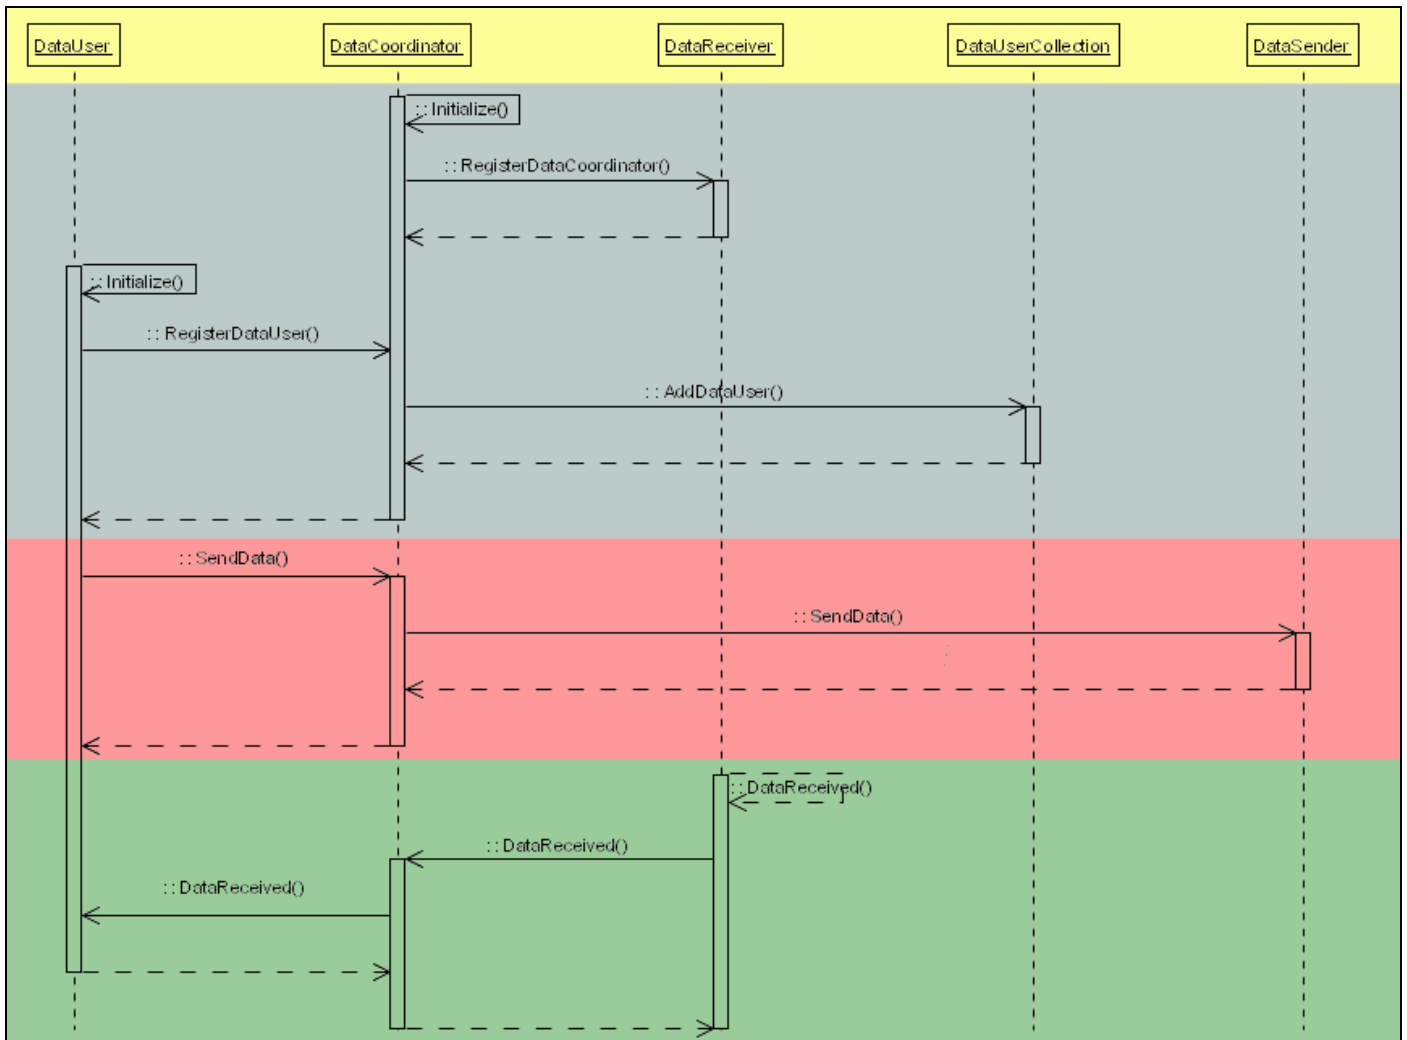 DataUser
DataCoordinator
DataReceiver
DataUserCollection
DataSender
: : Initialize()
: : RegisterDataCoordinator()
: : Initialize()
: : RegisterDataUser()
: : AddDataUser()
: : SendData()
: : SendData()
: : DataReceived()
: : DataReceived()
: : DataReceived()